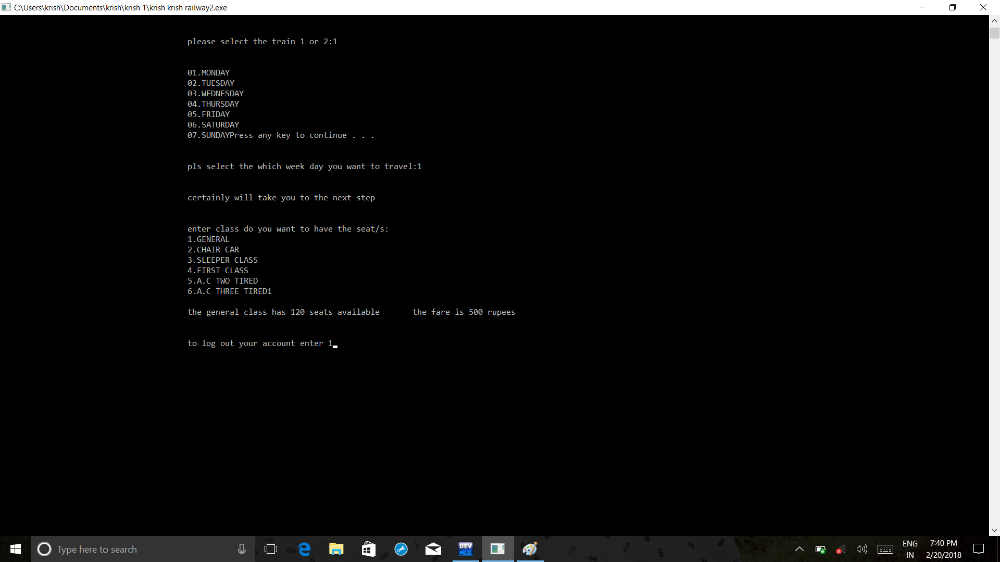 C:\Users\krish\Documents\krish\krish 1\krish krish railway2.exe
please select the train 1 or 2:1
01.MONDAY
02.TUESDAY
03.WEDNESDAY
04.THURSDAY
05.FRIDAY
06.SATURDAY
07.SUNDAYPress any key to continue . . .
pls select the which week day you want to travel:1
certainly will take you to the next step
enter class do you want to have the seat/s:
1.GENERAL
2.CHAIR CAR
3.SLEEPER CLASS
4.FIRST CLASS
5.A.C TWO TIRED
6.A.C THREE TIRED1
the general class has 120 seats available the fare is 500 rupees
to log out your account enter 1
Type here to search
DEV
ENG
IN
7:40 PM
2/20/2018